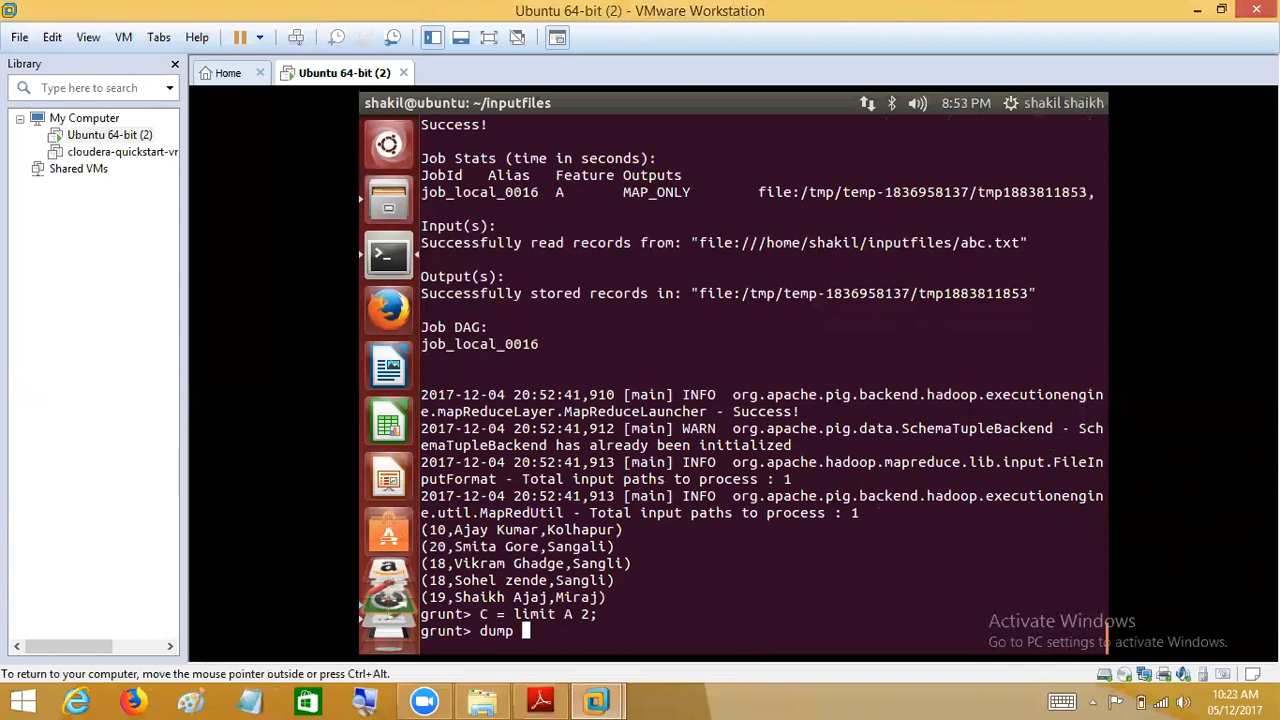 Ubuntu 64-bit (2) - VMware Workstation
File Edit View VM Tabs Help
Library
Type here to search
My Computer
Ubuntu 64-bit (2)
cloudera-quickstart-vr
Shared VMs
Home
Ubuntu 64-bit (2)
shakil@ubuntu: ~/inputfiles
8:53 PM
shakil shaikh
Success!
Job Stats (time in seconds):
JobId Alias Feature Outputs
job_local_0016 A MAP_ONLY file:/tmp/temp-1836958137/tmp1883811853,
Input(s):
Successfully read records from: "file:///home/shakil/inputfiles/abc.txt"
Output(s):
Successfully stored records in: "file:/tmp/temp-1836958137/tmp1883811853"
Job DAG:
job_local_0016
2017-12-04 20:52:41,910 [main] INFO org.apache.pig.backend.hadoop.executionengin
e.mapReduceLayer.MapReduceLauncher - Success!
2017-12-04 20:52:41,912 [main] WARN org.apache.pig.data.SchemaTupleBackend - Sch
emaTupleBackend has already been initialized
2017-12-04 20:52:41,913 [main] INFO org.apache.hadoop.mapreduce.lib.input.FileIn
putFormat - Total input paths to process : 1
2017-12-04 20:52:41,913 [main] INFO org.apache.pig.backend.hadoop.executionengin
e.util.MapRedUtil - Total input paths to process : 1
(10,Ajay Kumar,Kolhapur)
(20,Smita Gore,Sangali)
(18,Vikram Ghadge,Sangli)
(18,Sohel zende,Sangli)
(19,Shaikh Ajaj,Miraj)
grunt> C = limit A 2;
grunt> dump
Activate Windows
Go to PC settings to activate Windows.
To return to your computer, move the mouse pointer outside or press Ctrl+Alt.
10:23 AM
05/12/2017